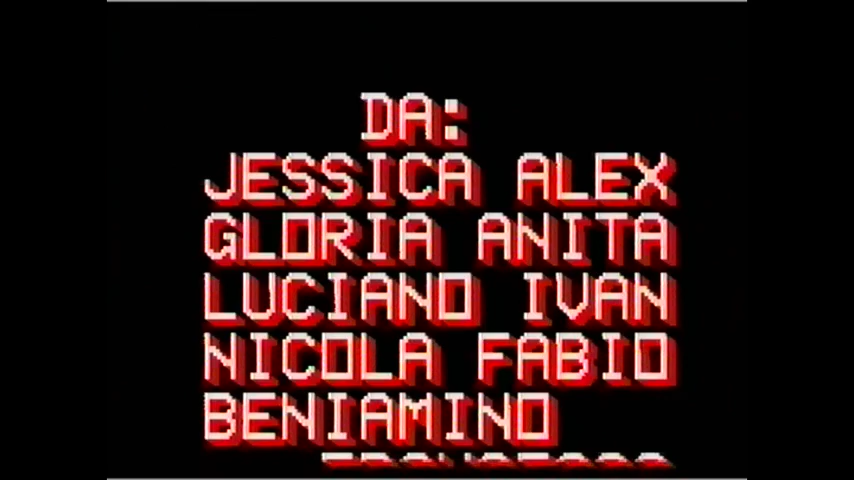 DA:
JESSICA ALEX
GLORIA ANITA
LUCIANO IVAN
NICOLA FABIO
BENIAMINO